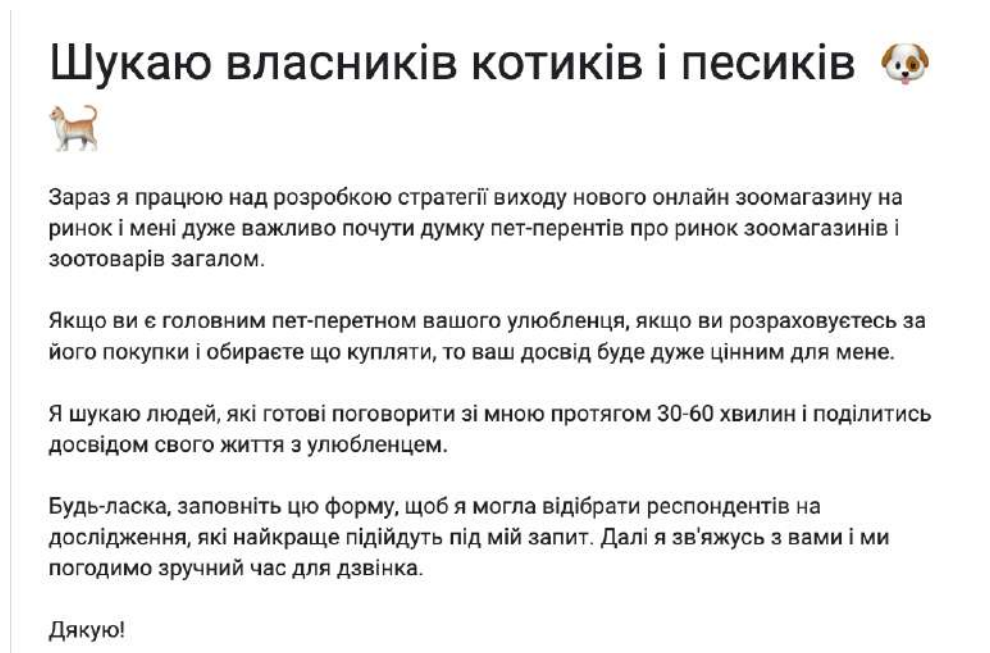 Шукаю власників котиків і песиків 🐶
🐈
Зараз я працюю над розробкою стратегії виходу нового онлайн зоомагазину на
ринок і мені дуже важливо почути думку пет-перентів про ринок зоомагазинів і
зоотоварів загалом.
Якщо ви є головним пет-перетном вашого улюбленця, якщо ви розраховуєтесь за
його покупки і обираєте що купляти, то ваш досвід буде дуже цінним для мене.
Я шукаю людей, які готові поговорити зі мною протягом 30-60 хвилин і поділитись
досвідом свого життя з улюбленцем.
Будь-ласка, заповніть цю форму, щоб я могла відібрати респондентів на
дослідження, які найкраще підійдуть під мій запит. Далі я зв'яжусь з вами і ми
погодимо зручний час для дзвінка.
Дякую!